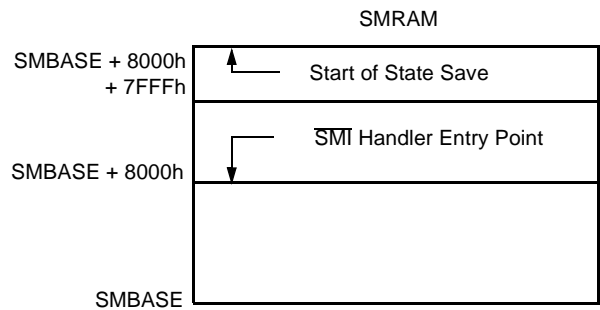 SMRAM
SMBASE + 8000h
+ 7FFFh
Start of State Save
SMI Handler Entry Point
SMBASE + 8000h
SMBASE